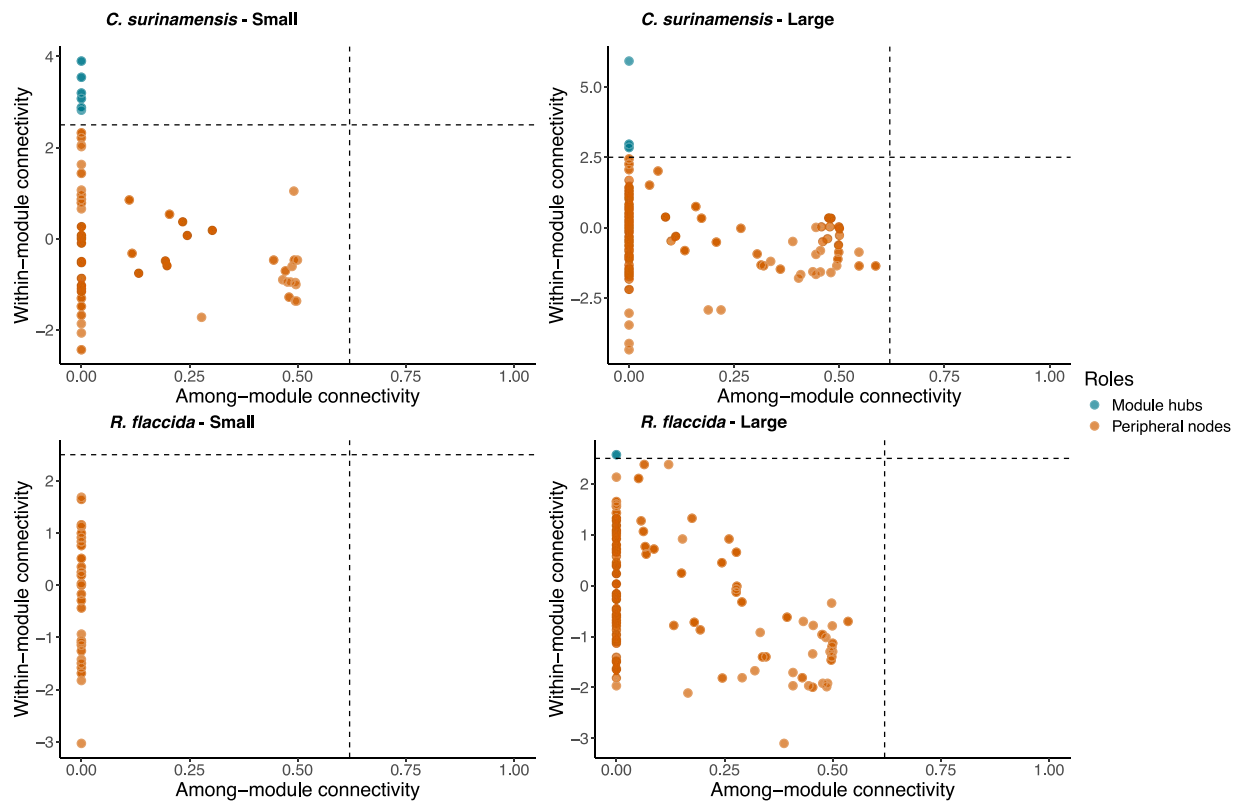 C. surinamensis - Small
C. surinamensis - Large
Within−module connectivity
4
2
0
−2
0.00 0.25 0.50 0.75 1.00
Among−module connectivity
Within−module connectivity
5.0
2.5
0.0
−2.5
0.00 0.25 0.50 0.75 1.00
Among−module connectivity
R. flaccida - Small
R. flaccida - Large
Within−module connectivity
2
1
0
−1
−2
−3
0.00 0.25 0.50 0.75 1.00
Among−module connectivity
Within−module connectivity
2
1
0
−1
−2
−3
0.00 0.25 0.50 0.75 1.00
Among−module connectivity
Roles
Module hubs
Peripheral nodes